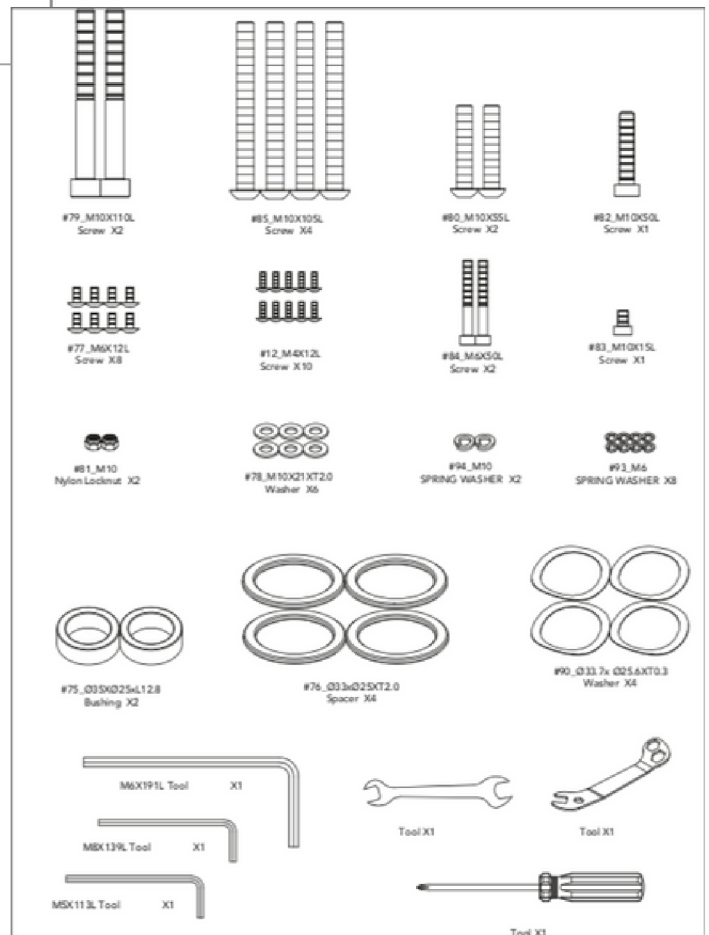 #79_M10X110L
Screw X2
#85_M10X105L
Screw X4
#80_M10X55L
Screw X2
#82_M10X50L
Screw X1
#77_M6X12L
Screw X8
#12_M4X12L
Screw X10
#84_M6X50L
Screw X2
#83_M10X15L
Screw X1
#81_M10
Nylon Locknut X2
#78_M10X21XT2.0
Washer X6
#94_M10
SPRING WASHER X2
#93_M6
SPRING WASHER X8
#75_Ø35XØ25xL12.8
Bushing X2
#76_Ø33xØ25XT2.0
Spacer X4
#90_Ø33.7x Ø25.6XT0.3
Washer X4
M6X191L Tool X1
M8X139L Tool X1
M5X113L Tool X1
Tool X1
Tool X1
Tool X1